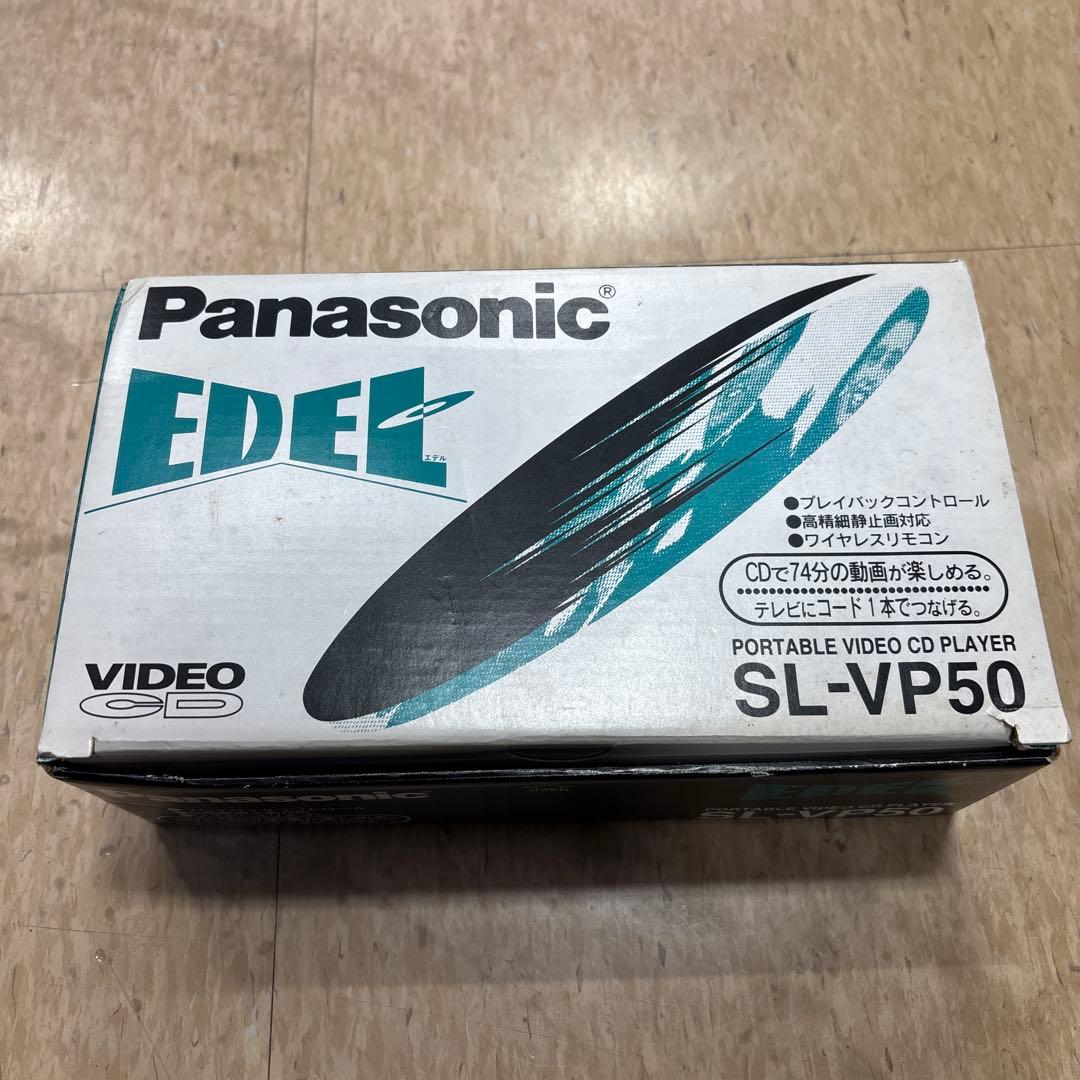 Panasonic®
EDEL
エデル
●プレイバックコントロール
●高精細静止画対応
●ワイヤレスリモコン
CDで74分の動画が楽しめる。
テレビにコード1本でつなげる。
PORTABLE VIDEO CD PLAYER
SL-VP50
VIDEO
CD
Panasonic
EDEL
PORTABLE VIDEO CD PLAYER
SL-VP50